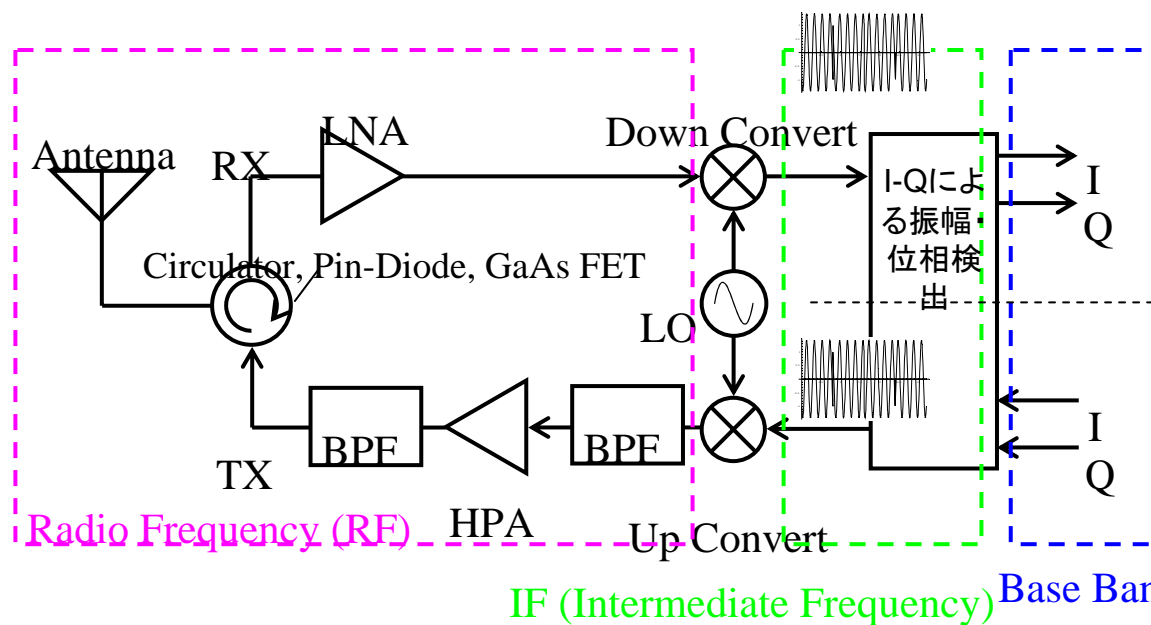 LNA
Down Convert
Antenna
RX
I-Qによ
る振幅・
位相検
出
I
Q
Circulator, Pin-Diode, GaAs FET
LO
BPF
BPF
I
Q
TX
HPA
Up Convert
Radio Frequency (RF)
IF (Intermediate Frequency)
Base Ban